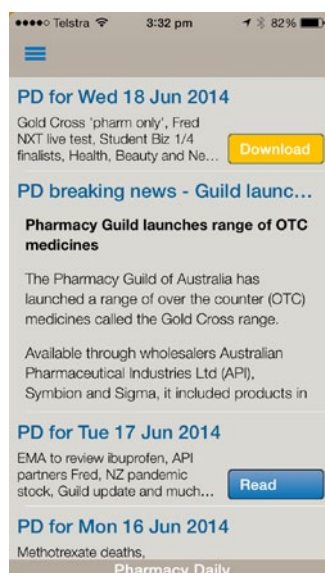 Telstra 3:32 pm 82%
PD for Wed 18 Jun 2014
Gold Cross 'pharm only', Fred
NXT live test, Student Biz 1/4
finalists, Health, Beauty and Ne...
Download
PD breaking news - Guild launc...
Pharmacy Guild launches range of OTC
medicines
The Pharmacy Guild of Australia has
launched a range of over the counter (OTC)
medicines called the Gold Cross range.
Available through wholesalers Australian
Pharmaceutical Industries Ltd (API),
Symbion and Sigma, it included products in
PD for Tue 17 Jun 2014
EMA to review ibuprofen, API
partners Fred, NZ pandemic
stock, Guild update and much...
Read
PD for Mon 16 Jun 2014
Methotrexate deaths,
Pharmacy Daily